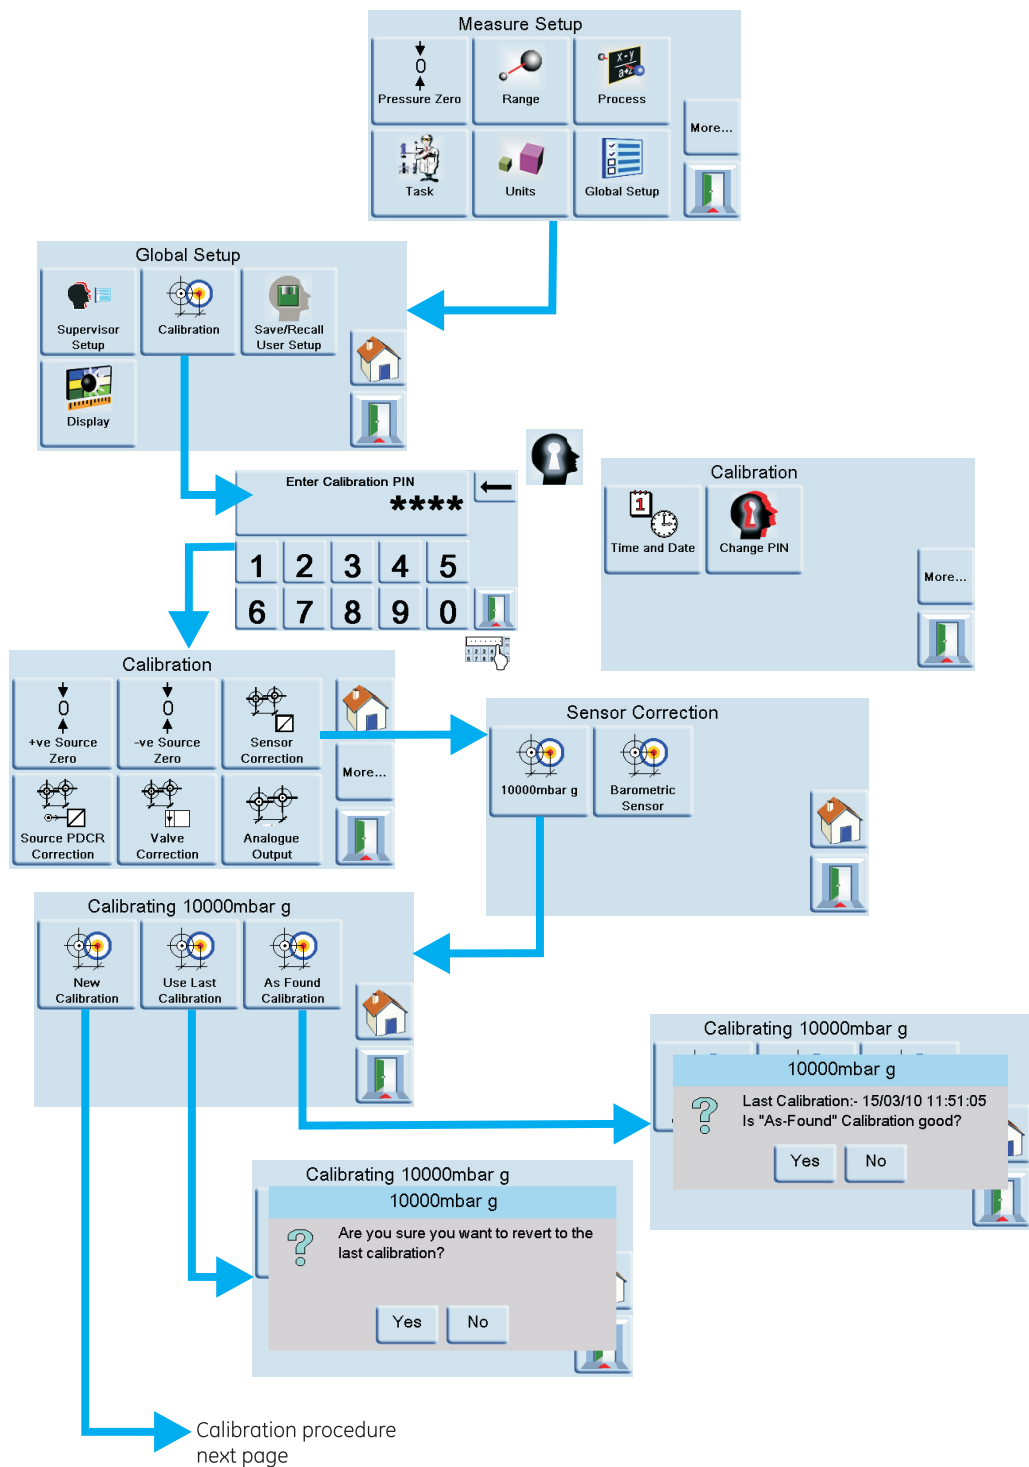 Measure Setup
0
Pressure Zero
Range
x-y
a+z
Process
More...
Task
Units
Global Setup
Global Setup
Supervisor
Setup
Calibration
Save/Recall
User Setup
Display
Enter Calibration PIN
****
1 2 3 4 5
6 7 8 9 0
Calibration
1
Time and Date
Change PIN
More...
Calibration
0
+ve Source
Zero
0
-ve Source
Zero
Sensor
Correction
More...
Source PDCR
Correction
Valve
Correction
Analogue
Output
Sensor Correction
10000mbar g
Barometric
Sensor
Calibrating 10000mbar g
New
Calibration
Use Last
Calibration
As Found
Calibration
Calibrating 10000mbar g
10000mbar g
Last Calibration:- 15/03/10 11:51:05
Is "As-Found" Calibration good?
Yes No
Calibrating 10000mbar g
10000mbar g
Are you sure you want to revert to the
last calibration?
Yes No
Calibration procedure
next page